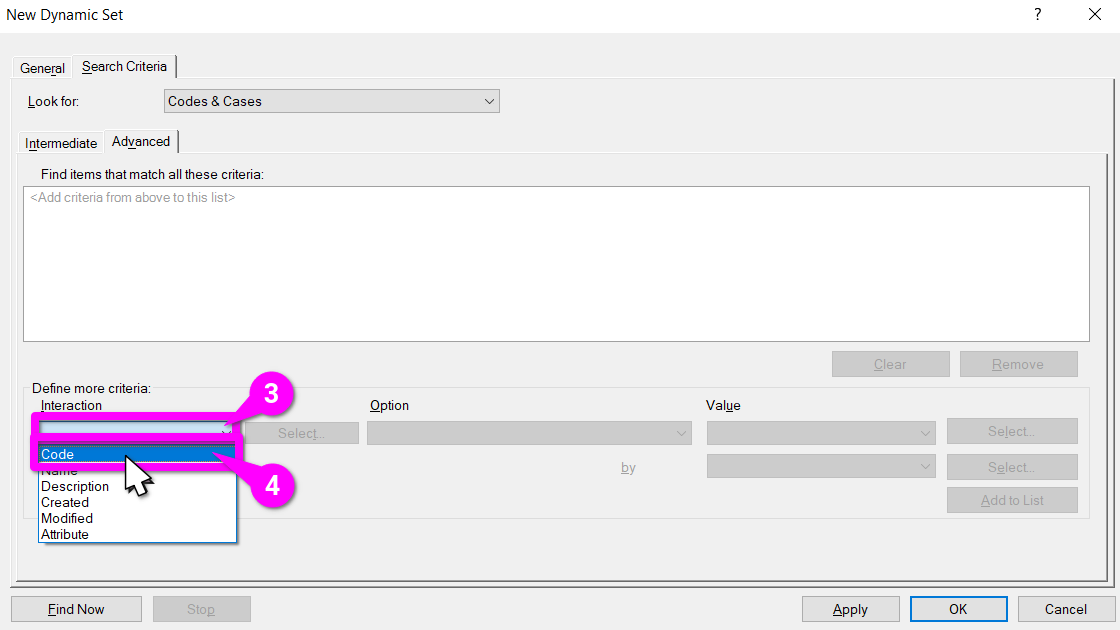 New Dynamic Set ?
General Search Criteria
Look for: Codes & Cases
Intermediate Advanced
Find items that match all these criteria:
<Add criteria from above to this list>
Clear Remove
Define more criteria:
Interaction Option Value
3
Select... Select...
Code
Name by Select...
4
Description
Created Add to List
Modified
Attribute
Find Now Stop Apply OK Cancel